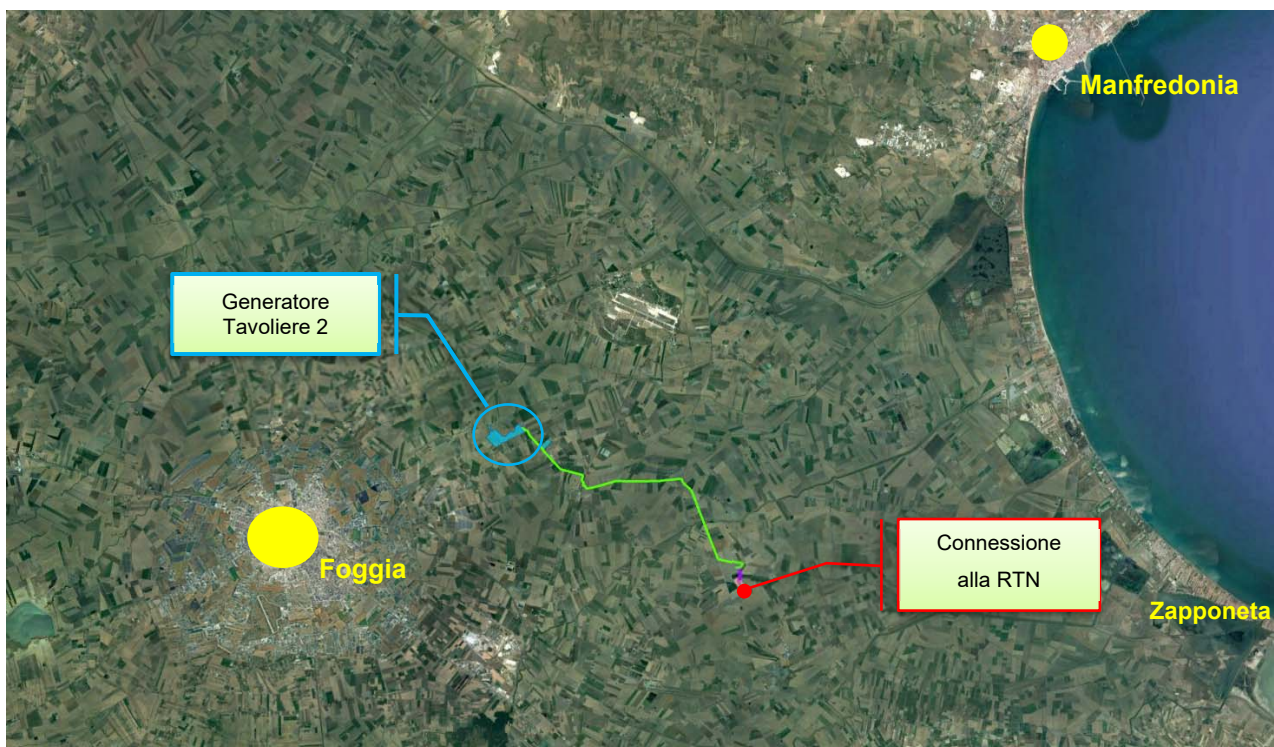 Manfredonia
Generatore
Tavoliere 2
Connessione
alla RTN
Foggia
Zapponeta